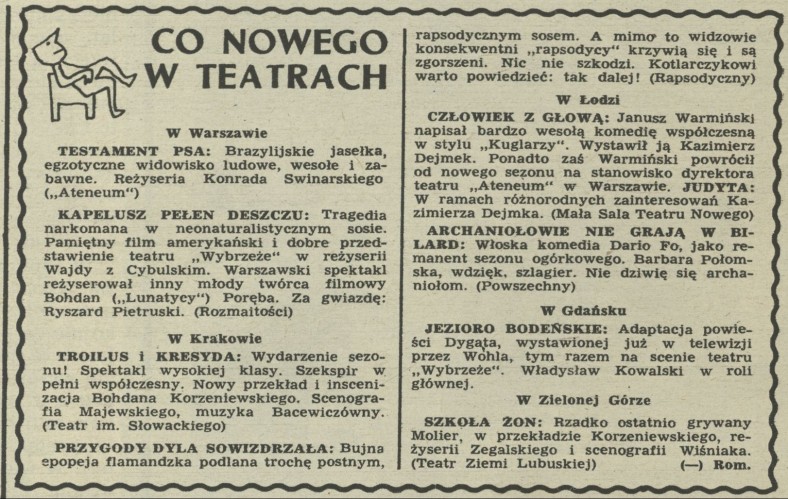 CO NOWEGO
W TEATRACH
W Warszawie
TESTAMENT PSA: Brazylijskie jasełka,
egzotyczne widowisko ludowe, wesołe i za-
bawne. Reżyseria Konrada Swinarskiego
(„Ateneum“)
KAPELUSZ PEŁEN DESZCZU: Tragedia
narkomana w neonaturalistycznym sosie.
Pamiętny film amerykański i dobre przed-
stawienie teatru „Wybrzeże“ w reżyserii
Wajdy z Cybulskim. Warszawski spektakl
reżyserował inny młody twórca filmowy
Bohdan („Lunatycy“) Poręba. Za gwiazdę:
Ryszard Pietruski. (Rozmaitości)
W Krakowie
TROILUS i KRESYDA: Wydarzenie sezo-
nu! Spektakl wysokiej klasy. Szekspir w
pełni współczesny. Nowy przekład i insceni-
zacja Bohdana Korzeniewskiego. Scenogra-
fia Majewskiego, muzyka Bacewiczówny.
(Teatr im. Słowackiego)
PRZYGODY DYLA SOWIZDRZAŁA: Bujna
epopeja flamandzka podlana trochę postnym,
rapsodycznym sosem. A mimo to widzowie
konsekwentni „rapsodycy“ krzywią się i są
zgorszeni. Nic nie szkodzi. Kotlarczykowi
warto powiedzieć: tak dalej! (Rapsodyczny)
W Łodzi
CZŁOWIEK Z GŁOWĄ: Janusz Warmiński
napisał bardzo wesołą komedię współczesną
w stylu „Kuglarzy“. Wystawił ją Kazimierz
Dejmek. Ponadto zaś Warmiński powrócił
od nowego sezonu na stanowisko dyrektora
teatru „Ateneum“ w Warszawie. JUDYTA:
W ramach różnorodnych zainteresowań Ka-
zimierza Dejmka. (Mała Sala Teatru Nowego)
ARCHANIOŁOWIE NIE GRAJĄ W BI-
LARD: Włoska komedia Dario Fo, jako re-
manent sezonu ogórkowego. Barbara Połom-
ska, wdzięk, szlagier. Nie dziwię się archa-
niołom. (Powszechny)
W Gdańsku
JEZIORO BODEŃSKIE: Adaptacja powie-
ści Dygata, wystawionej już w telewizji
przez Wohla, tym razem na scenie teatru
„Wybrzeże“. Władysław Kowalski w roli
głównej.
W Zielonej Górze
SZKOŁA ŻON: Rzadko ostatnio grywany
Molier, w przekładzie Korzeniewskiego, re-
żyserii Zegalskiego i scenografii Wiśniaka.
(Teatr Ziemi Lubuskiej) (—) Rom.